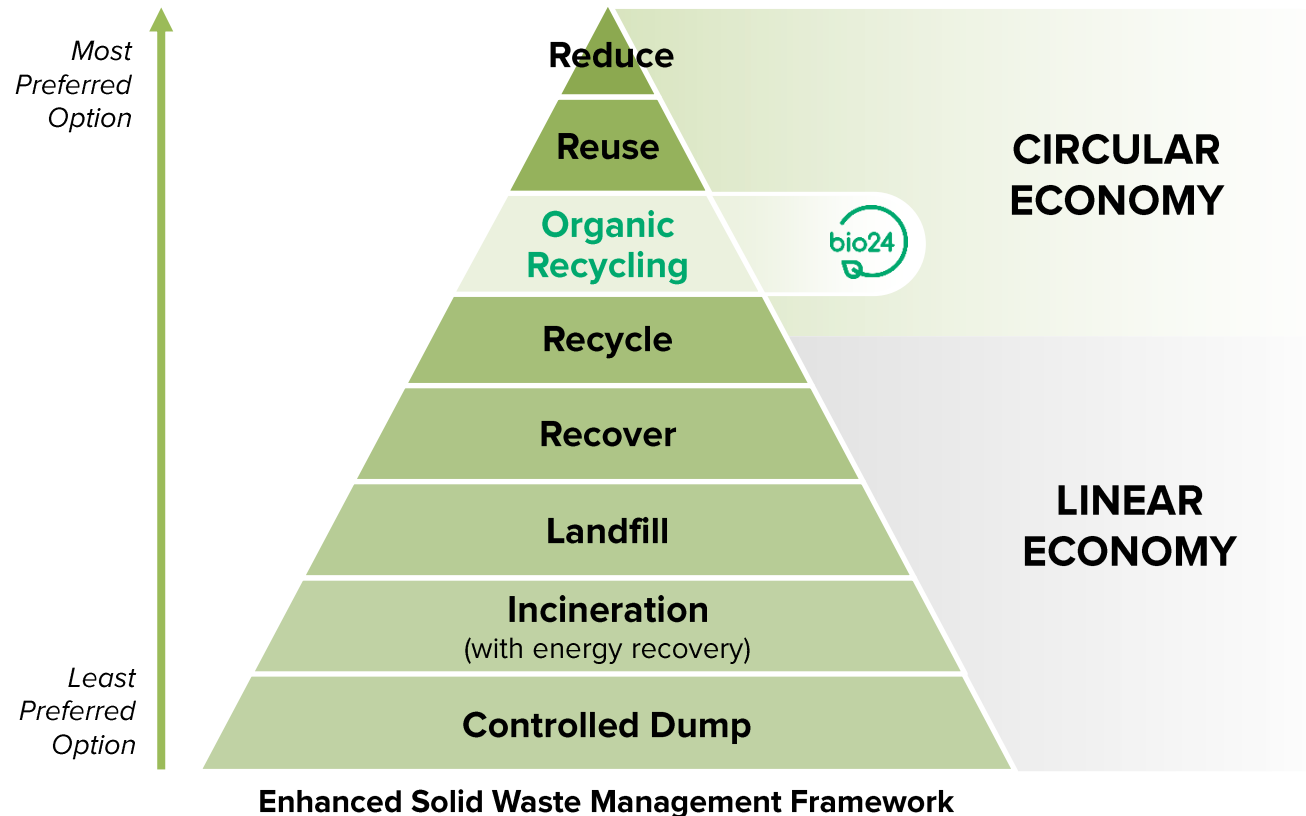 Most
Preferred
Option
Reduce
Reuse
Organic
Recycling
bio24
Recycle
Recover
Landfill
Incineration
(with energy recovery)
Controlled Dump
CIRCULAR
ECONOMY
LINEAR
ECONOMY
Least
Preferred
Option
Enhanced Solid Waste Management Framework